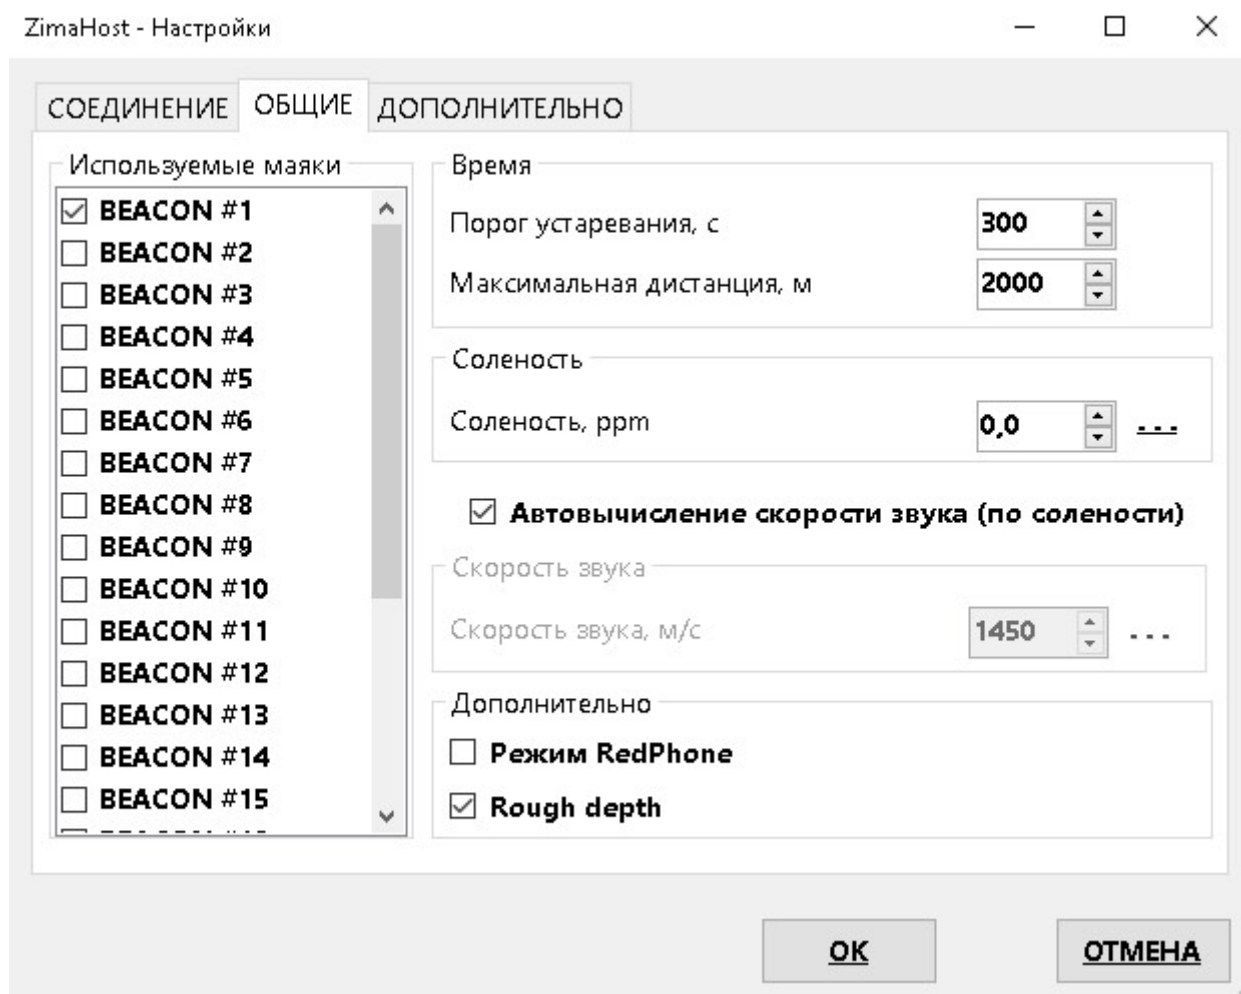 ZimaHost - Настройки
СОЕДИНЕНИЕ ОБЩИЕ ДОПОЛНИТЕЛЬНО
Используемые маяки
BEACON #1
BEACON #2
BEACON #3
BEACON #4
BEACON #5
BEACON #6
BEACON #7
BEACON #8
BEACON #9
BEACON #10
BEACON #11
BEACON #12
BEACON #13
BEACON #14
BEACON #15
Время
Порог устаревания, с 300
Максимальная дистанция, м 2000
Соленость
Соленость, ppm 0,0 ...
Автовычисление скорости звука (по солености)
Скорость звука
Скорость звука, м/с 1450 ...
Дополнительно
Режим RedPhone
Rough depth
OK ОТМЕНА